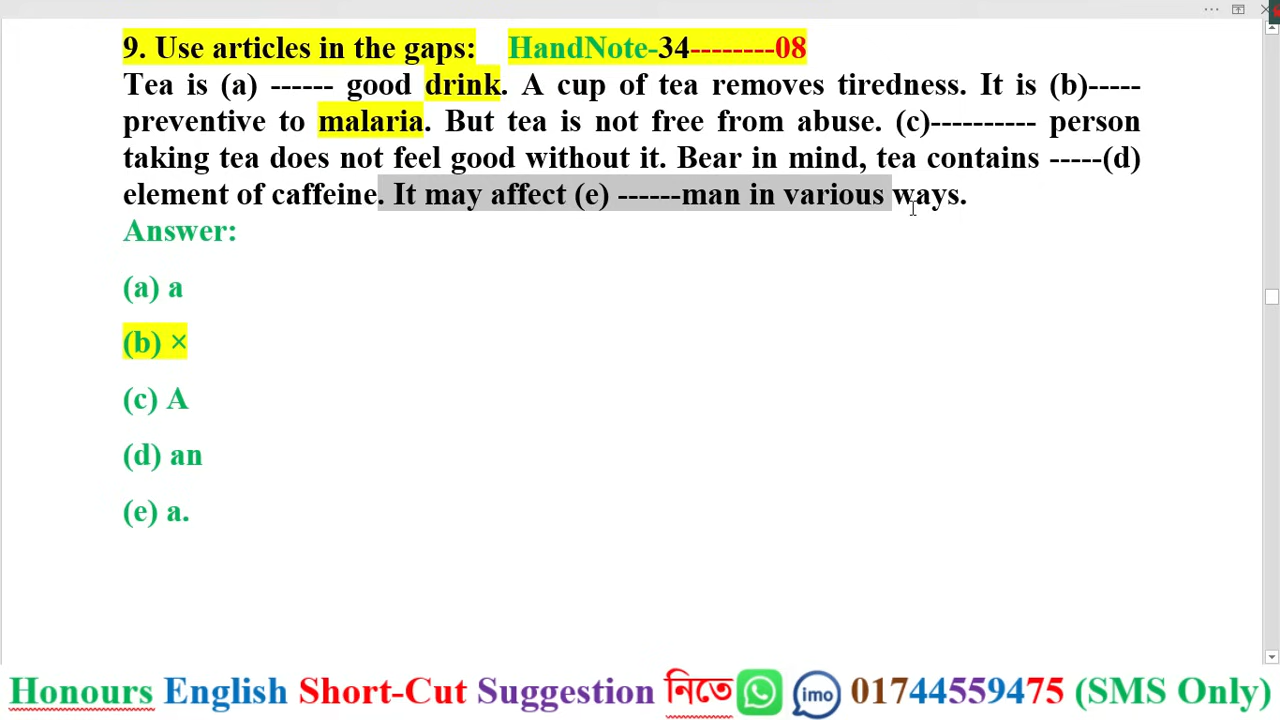 9. Use articles in the gaps: HandNote-34--------08
Tea is (a) ------ good drink. A cup of tea removes tiredness. It is (b)-----
preventive to malaria. But tea is not free from abuse. (c)---------- person
taking tea does not feel good without it. Bear in mind, tea contains -----(d)
element of caffeine. It may affect (e) ------man in various ways.
Answer:
(a) a
(b) ×
(c) A
(d) an
(e) a.
Honours English Short-Cut Suggestion নিতে imo 01744559475 (SMS Only)